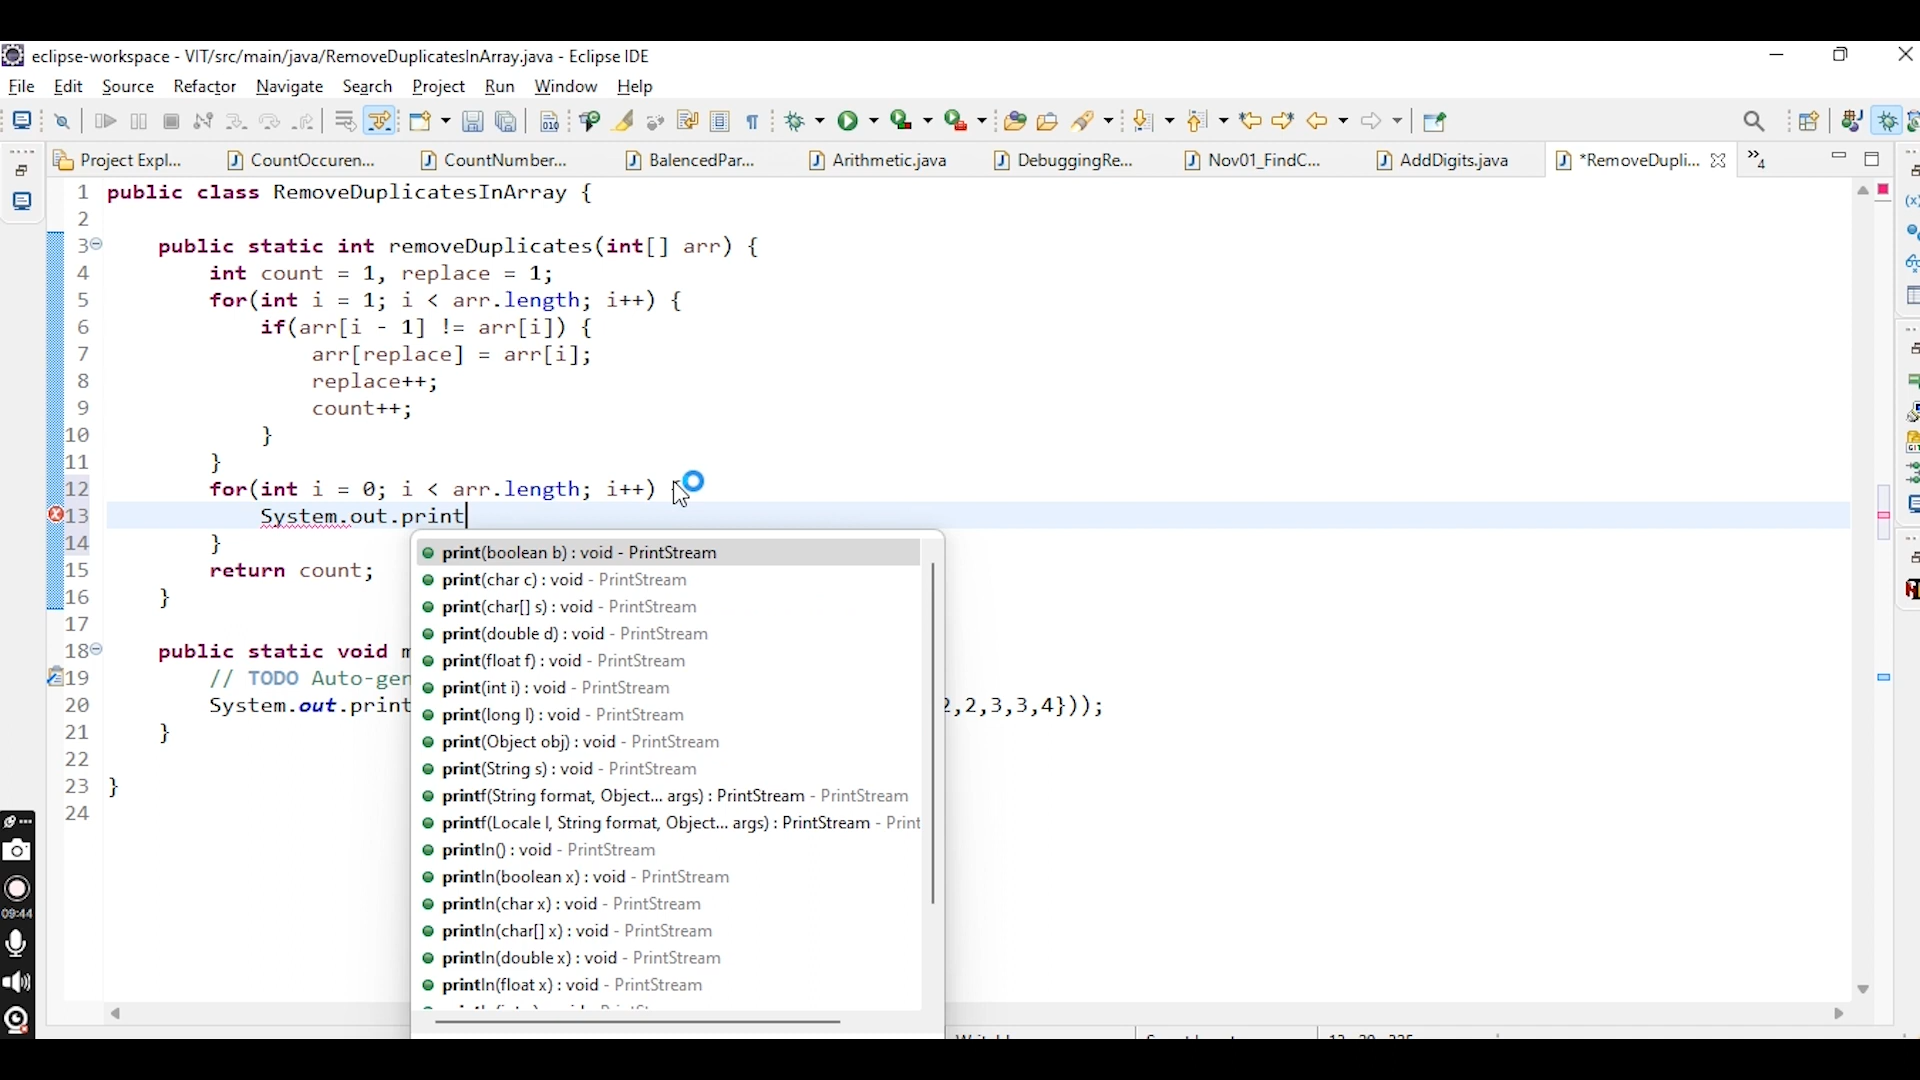 eclipse-workspace - VIT/src/main/java/RemoveDuplicatesInArray.java - Eclipse IDE
File Edit Source Refactor Navigate Search Project Run Window Help
Project Expl... CountOccuren... CountNumber... BalencedPar... Arithmetic.java DebuggingRe... Nov01_FindC... AddDigits.java *RemoveDupli... »4
1 public class RemoveDuplicatesInArray {
2
3 public static int removeDuplicates(int[] arr) {
4 int count = 1, replace = 1;
5 for(int i = 1; i < arr.length; i++) {
6 if(arr[i - 1] != arr[i]) {
7 arr[replace] = arr[i];
8 replace++;
9 count++;
10 }
11 }
12 for(int i = 0; i < arr.length; i++) {
13 System.out.print
14 }
15 return count;
16 }
17
18 public static void m
19 // TODO Auto-gen
20 System.out.print 2,2,3,3,4}));
21 }
22
23 }
24
print(boolean b) : void - PrintStream
print(char c) : void - PrintStream
print(char[] s) : void - PrintStream
print(double d) : void - PrintStream
print(float f) : void - PrintStream
print(int i) : void - PrintStream
print(long l) : void - PrintStream
print(Object obj) : void - PrintStream
print(String s) : void - PrintStream
printf(String format, Object... args) : PrintStream - PrintStream
printf(Locale l, String format, Object... args) : PrintStream - Print
println() : void - PrintStream
println(boolean x) : void - PrintStream
println(char x) : void - PrintStream
println(char[] x) : void - PrintStream
println(double x) : void - PrintStream
println(float x) : void - PrintStream
09:44